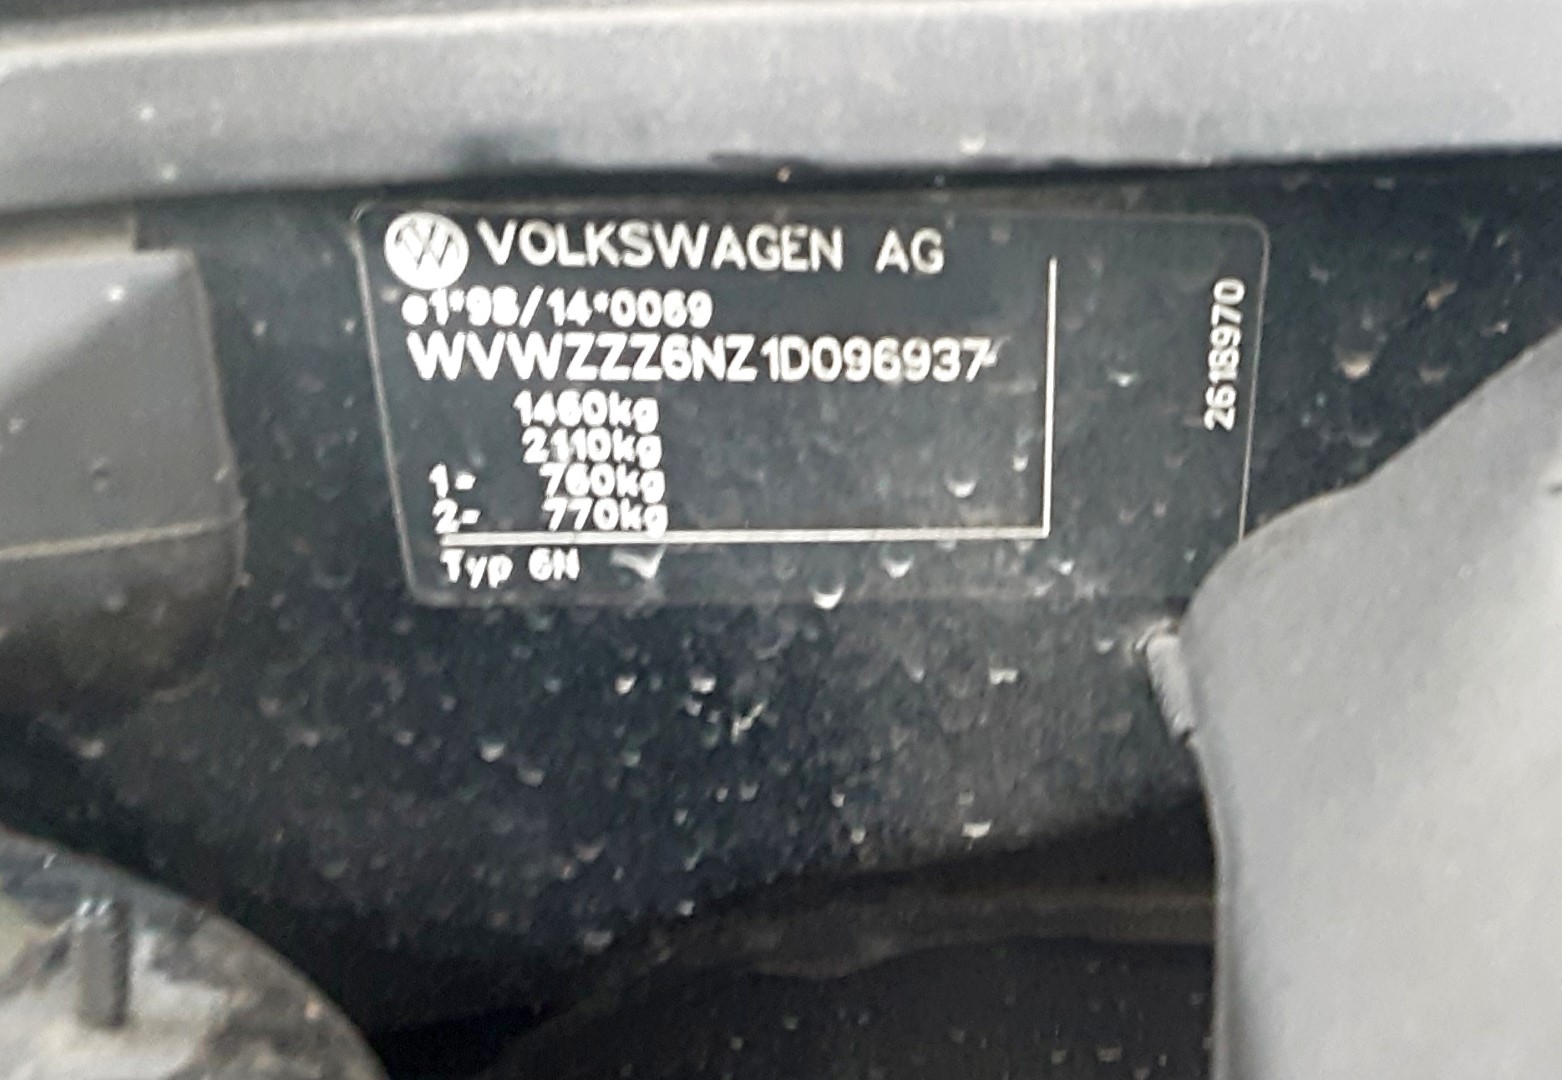 VOLKSWAGEN AG
e1*98/14*0069
WVWZZZ6NZ1D096937
1460kg
2110kg
1- 760kg
2- 770kg
Typ 6N
2618970